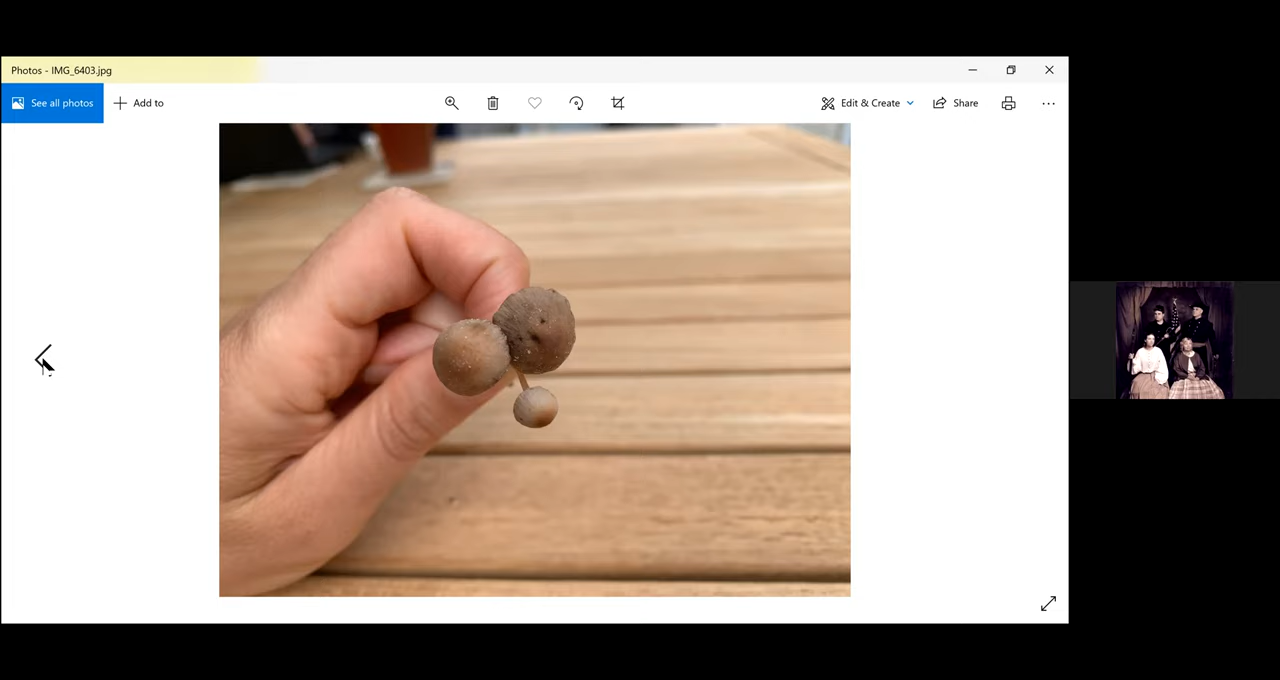 Photos - IMG_6403.jpg
See all photos
Add to
Edit & Create
Share